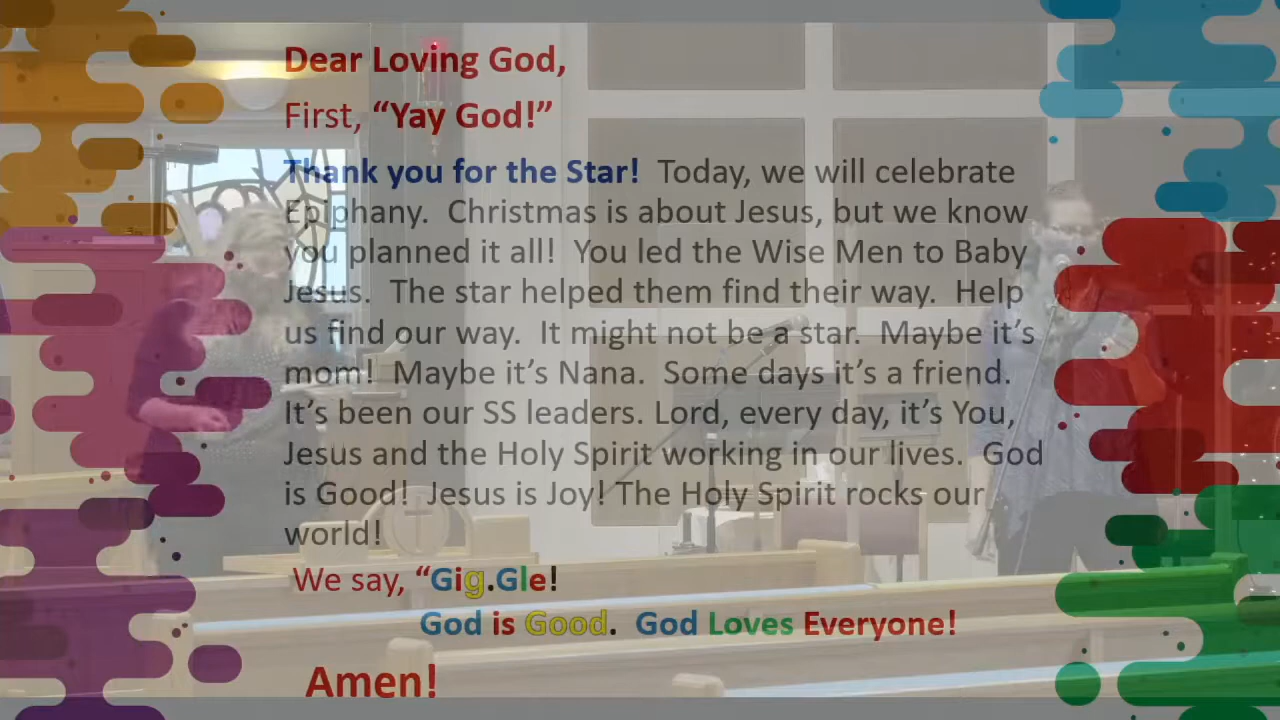 Dear Loving God,
First, “Yay God!”
Thank you for the Star!  Today, we will celebrate
Epiphany.  Christmas is about Jesus, but we know
you planned it all!  You led the Wise Men to Baby
Jesus.  The star helped them find their way.  Help
us find our way.  It might not be a star.  Maybe it’s
mom!  Maybe it’s Nana.  Some days it’s a friend.
It’s been our SS leaders. Lord, every day, it’s You,
Jesus and the Holy Spirit working in our lives.  God
is Good!  Jesus is Joy! The Holy Spirit rocks our
world!
We say, “Gig.Gle!
God is Good.  God Loves Everyone!
Amen!